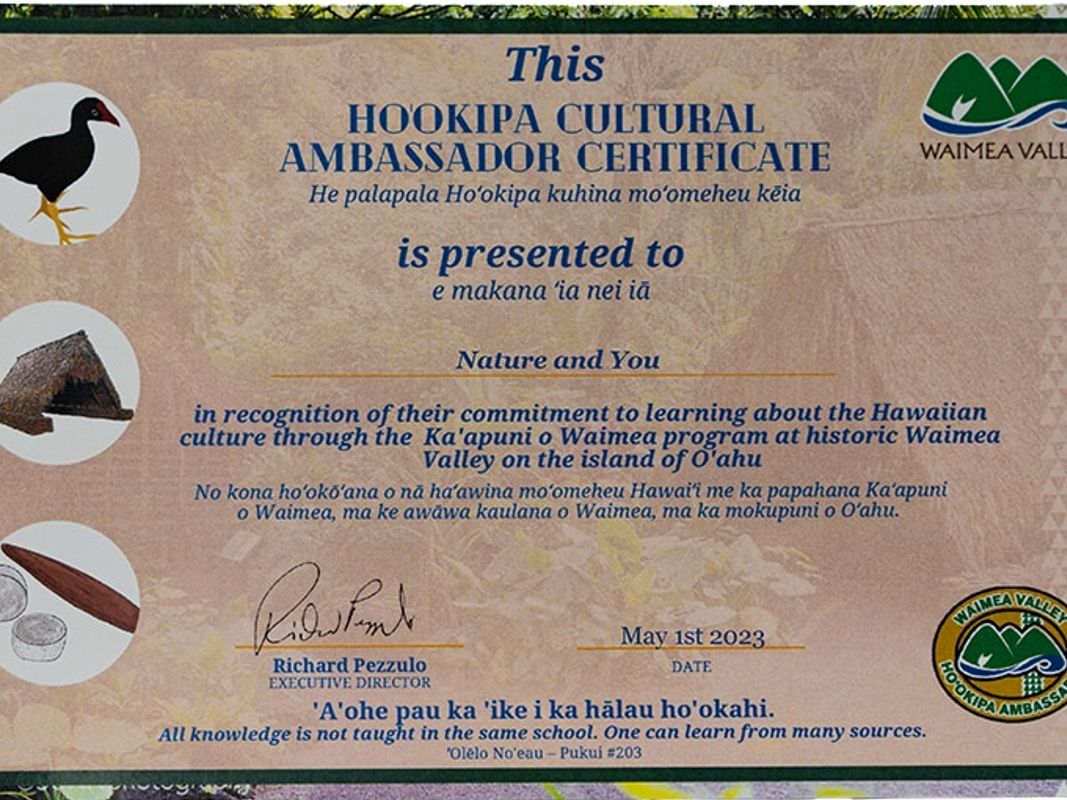 This
HO'OKIPA CULTURAL
AMBASSADOR CERTIFICATE
He palapala Hoʻokipa kuhina moʻomeheu kēia
is presented to
e makana ʻia nei iā
Nature and You
in recognition of their commitment to learning about the Hawaiian
culture through the Ka'apuni o Waimea program at historic Waimea
Valley on the island of O'ahu
No kona hoʻokōʻana o nā haʻawina moʻomeheu Hawaiʻi me ka papahana Kaʻapuni
o Waimea, ma ke awāwa kaulana o Waimea, ma ka mokupuni o Oʻahu.
Richard Pezzulo
EXECUTIVE DIRECTOR
May 1st 2023
DATE
'A'ohe pau ka 'ike i ka hālau ho'okahi.
All knowledge is not taught in the same school. One can learn from many sources.
'Olēlo No'eau – Pukui #203
WAIMEA VALL
WAIMEA VALLEY
HO'OKIPA AMBASSA